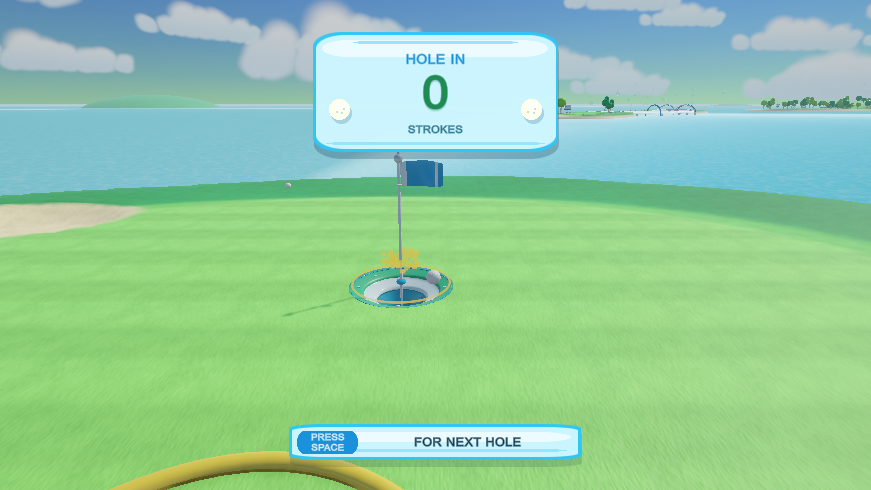 HOLE IN
0
STROKES
PRESS
SPACE
FOR NEXT HOLE